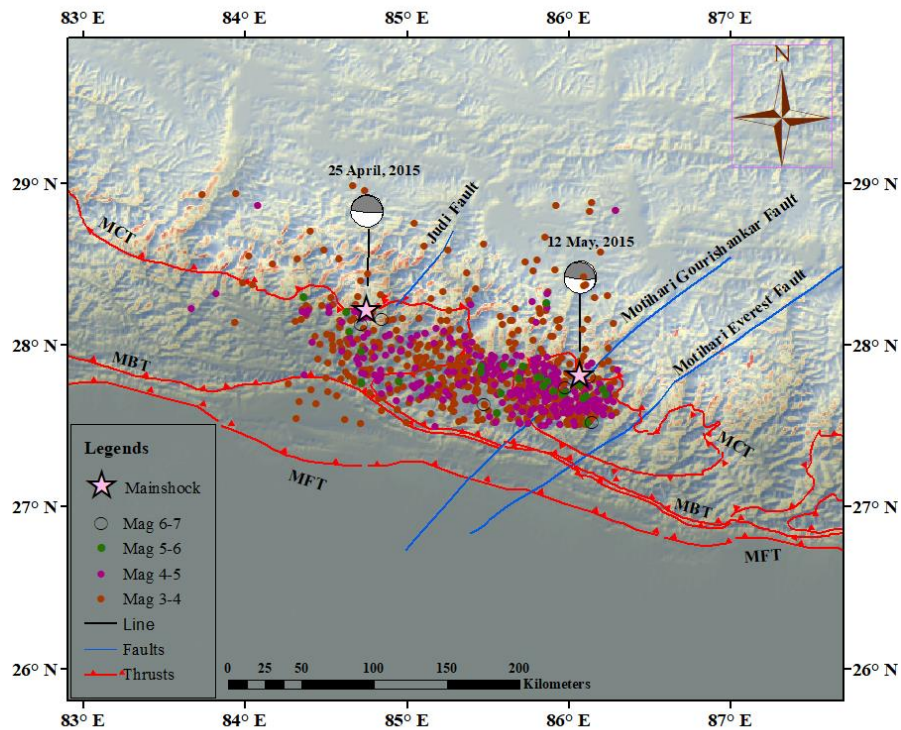 83° E 84° E 85° E 86° E 87° E
N
29° N 29° N
25 April, 2015
Judi Fault
12 May, 2015
Motihari Gourishankar Fault
Motihari Everest Fault
MCT
28° N 28° N
MBT
MFT
MCT
MBT
MFT
27° N 27° N
26° N 26° N
Legends
Mainshock
Mag 6-7
Mag 5-6
Mag 4-5
Mag 3-4
Line
Faults
Thrusts
0 25 50 100 150 200
Kilometers
83° E 84° E 85° E 86° E 87° E